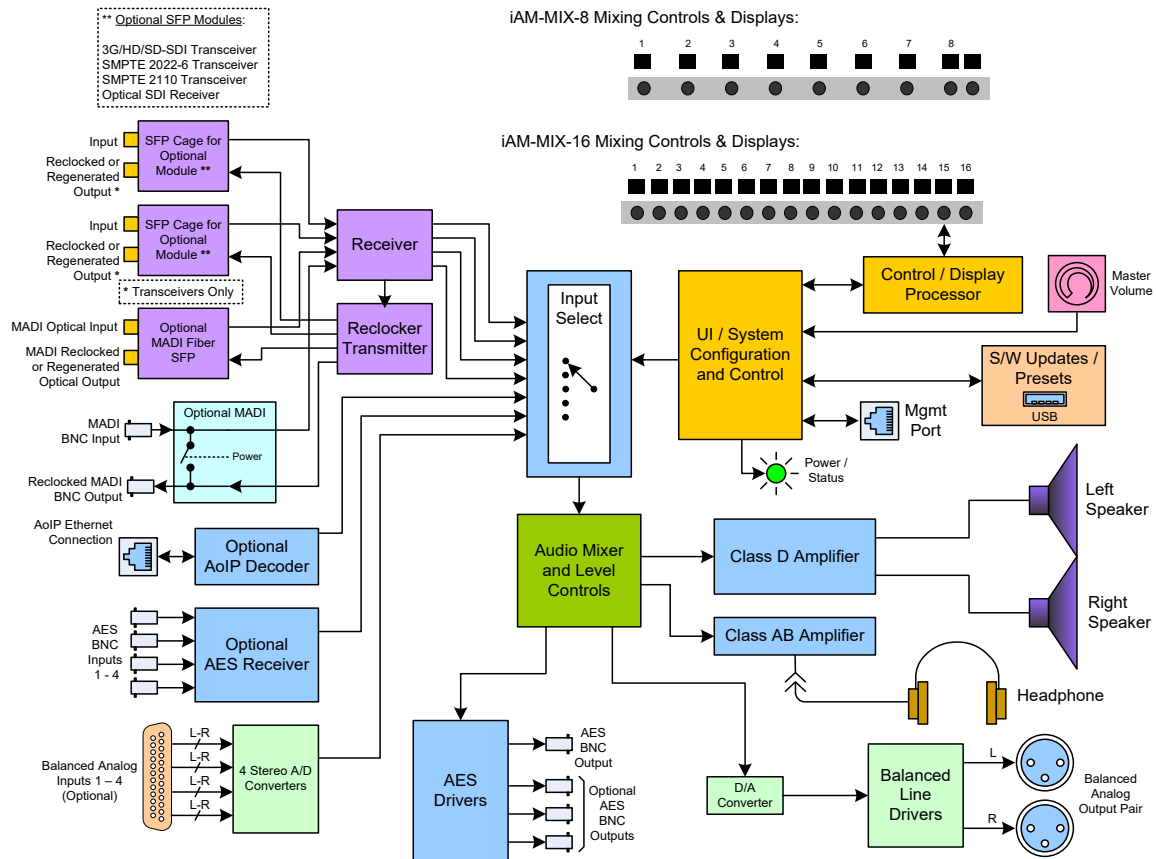 ** Optional SFP Modules:
3G/HD/SD-SDI Transceiver
SMPTE 2022-6 Transceiver
SMPTE 2110 Transceiver
Optical SDI Receiver
iAM-MIX-8 Mixing Controls & Displays:
1 2 3 4 5 6 7 8
iAM-MIX-16 Mixing Controls & Displays:
1 2 3 4 5 6 7 8 9 10 11 12 13 14 15 16
Input
Reclocked or
Regenerated
Output *
SFP Cage for
Optional
Module **
Input
Reclocked or
Regenerated
Output *
SFP Cage for
Optional
Module **
* Transceivers Only
MADI Optical Input
MADI Reclocked
or Regenerated
Optical Output
Optional
MADI Fiber
SFP
Receiver
Reclocker
Transmitter
Optional MADI
MADI
BNC Input
Power
Reclocked MADI
BNC Output
AoIP Ethernet
Connection
Optional
AoIP Decoder
AES
BNC
Inputs
1 - 4
Optional
AES Receiver
Balanced Analog
Inputs 1 – 4
(Optional)
L-R
L-R
L-R
L-R
4 Stereo A/D
Converters
Input
Select
UI / System
Configuration
and Control
Control / Display
Processor
Master
Volume
S/W Updates /
Presets
USB
Mgmt
Port
Power /
Status
Audio Mixer
and Level
Controls
Class D Amplifier
Left
Speaker
Right
Speaker
Class AB Amplifier
Headphone
AES
Drivers
AES
BNC
Output
Optional
AES
BNC
Outputs
D/A
Converter
Balanced
Line
Drivers
L
R
Balanced
Analog
Output Pair